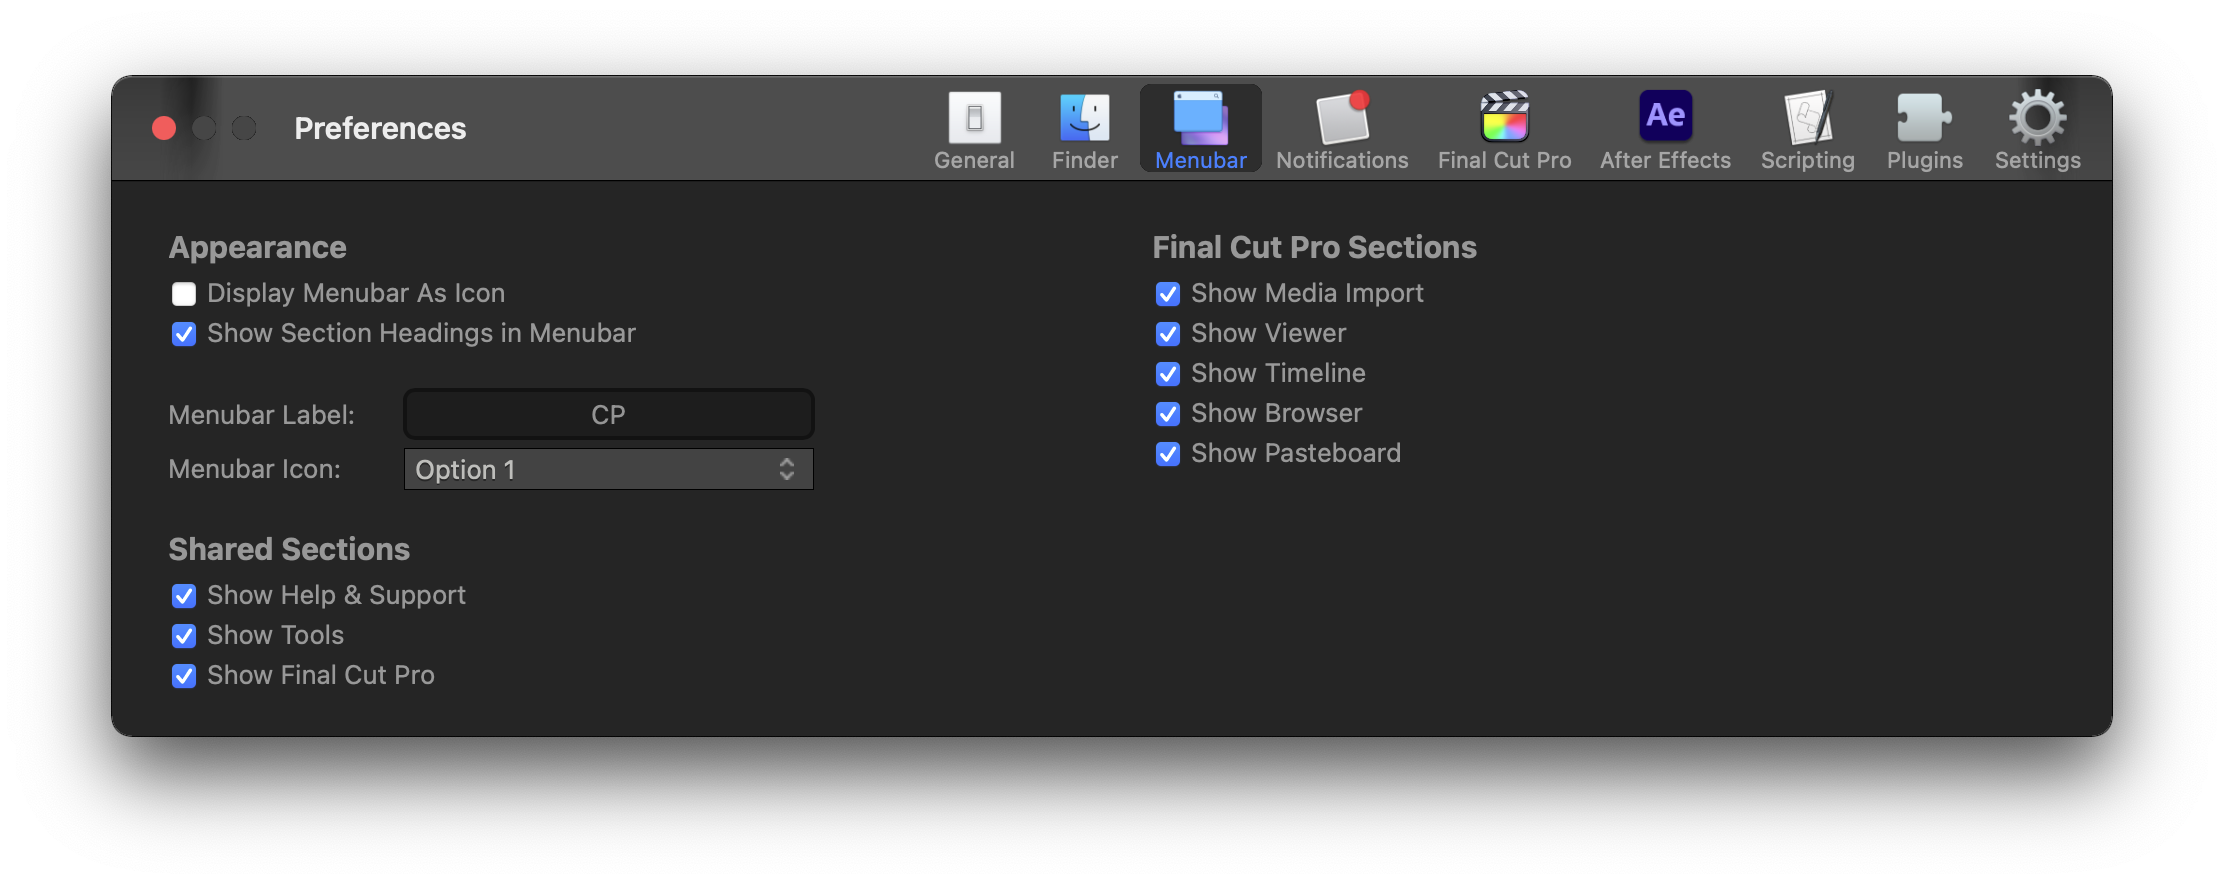 Preferences
General
Finder
Menubar
Notifications
Final Cut Pro
Ae
After Effects
Scripting
Plugins
Settings
Appearance
Display Menubar As Icon
Show Section Headings in Menubar
Menubar Label:
CP
Menubar Icon:
Option 1
Shared Sections
Show Help & Support
Show Tools
Show Final Cut Pro
Final Cut Pro Sections
Show Media Import
Show Viewer
Show Timeline
Show Browser
Show Pasteboard